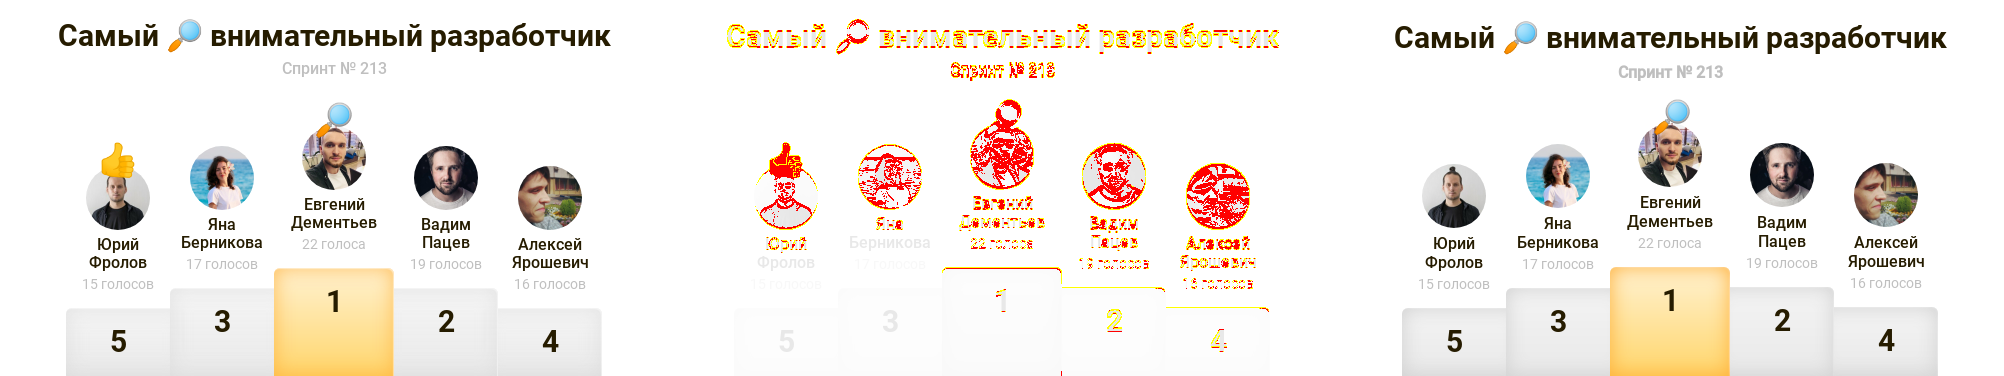 Самый 🔎 внимательный разработчик
Спринт № 213
Евгений
Дементьев
22 голоса
Яна
Берникова
17 голосов
Вадим
Пацев
19 голосов
Юрий
Фролов
15 голосов
Алексей
Ярошевич
16 голосов
5
3
1
2
4
Самый 🔎 внимательный разработчик
Спринт № 213
Евгений
Дементьев
22 голоса
Яна
Берникова
17 голосов
Вадим
Пацев
19 голосов
Юрий
Фролов
15 голосов
Алексей
Ярошевич
16 голосов
5
3
1
2
4
Самый 🔎 внимательный разработчик
Спринт № 213
Евгений
Дементьев
22 голоса
Яна
Берникова
17 голосов
Вадим
Пацев
19 голосов
Юрий
Фролов
15 голосов
Алексей
Ярошевич
16 голосов
5
3
1
2
4